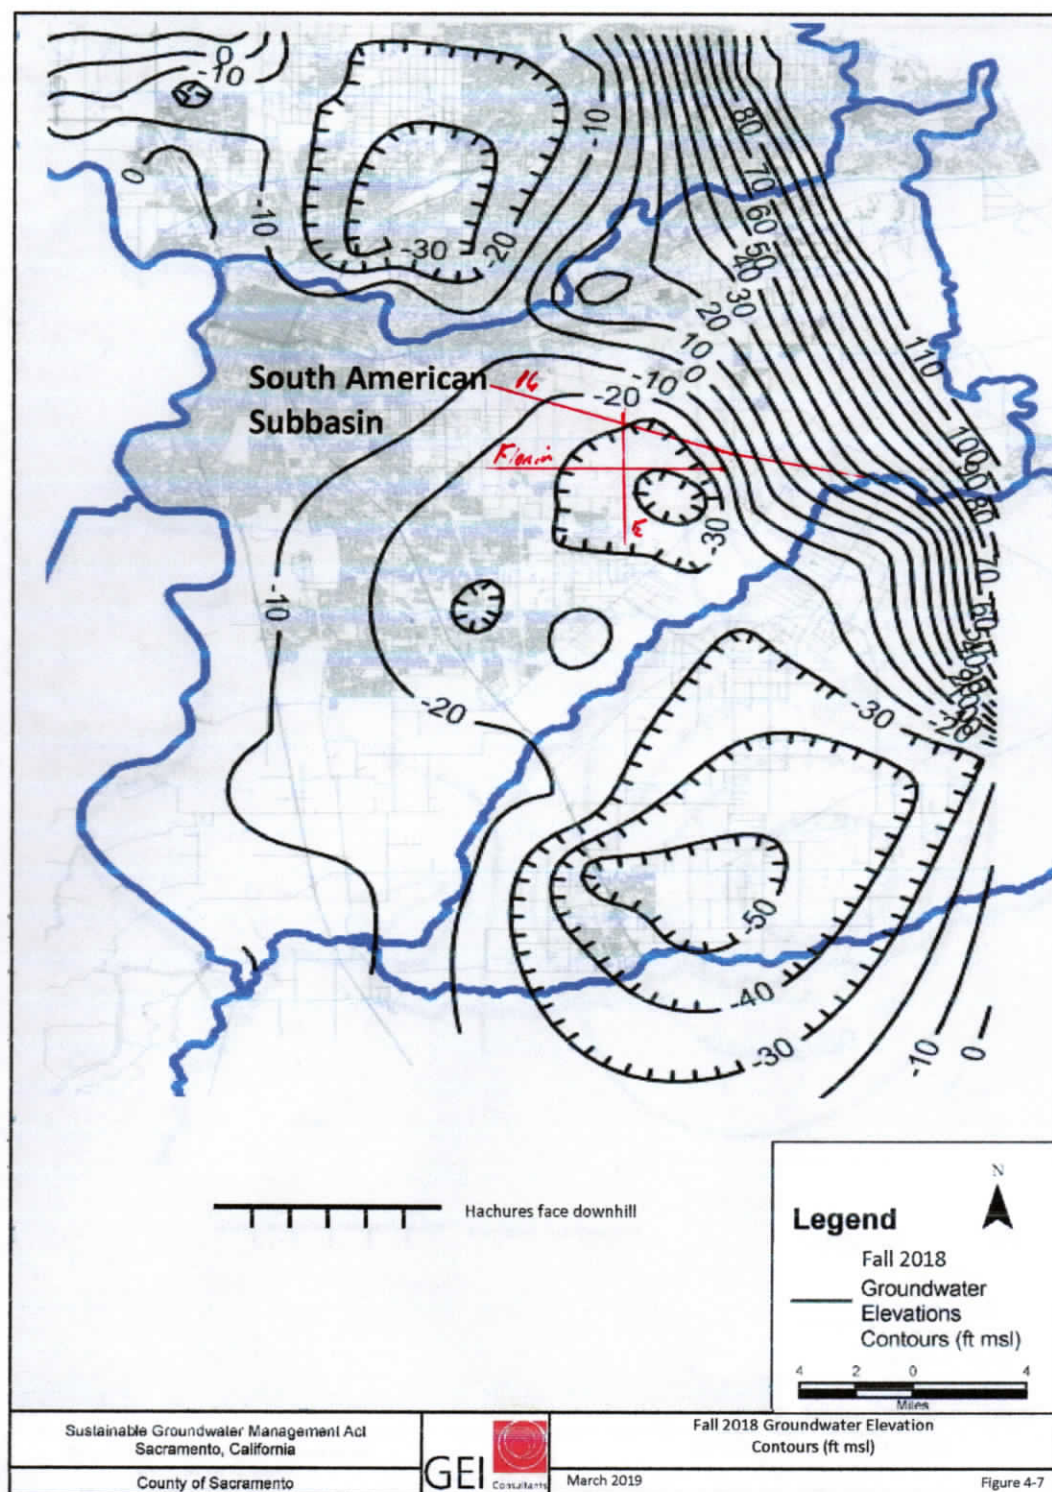 0
-10
0
-10
-30
-20
-10
80
70
60
50
40
30
20
10
0
-10
-20
110
100
90
80
70
60
South American
Subbasin
16
Florin
E
-30
-10
-20
-30
-20
-50
-40
-30
-10
0
Hachures face downhill
N
Legend
Fall 2018
Groundwater
Elevations
Contours (ft msl)
4 2 0 4
Miles
Sustainable Groundwater Management Act
Sacramento, California
County of Sacramento
GEI Consultants
Fall 2018 Groundwater Elevation
Contours (ft msl)
March 2019
Figure 4-7